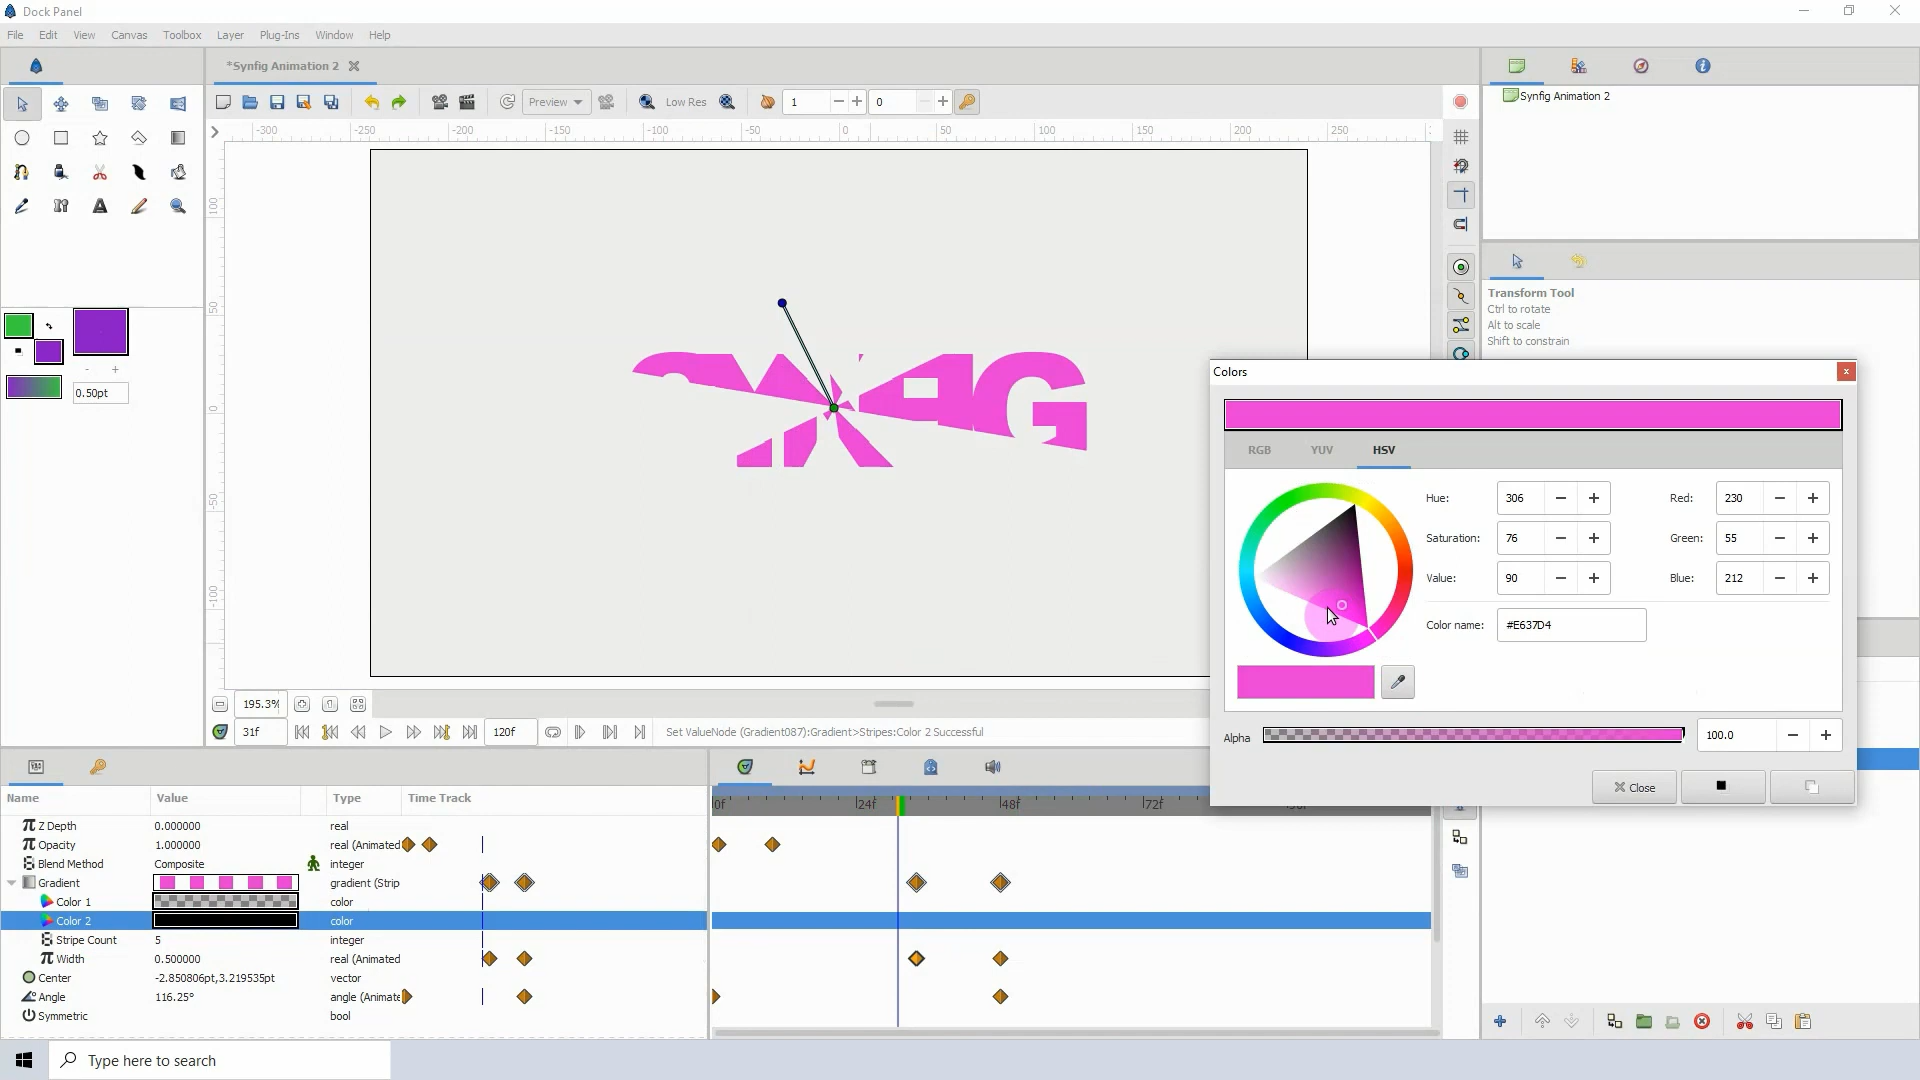 Dock Panel
File Edit View Canvas Toolbox Layer Plug-Ins Window Help
*Synfig Animation 2
Preview Low Res 1 0
-300 -250 -200 -150 -100 -50 0 50 100 150 200 250
100
50
0
-50
-100
0.50pt
Synfig Animation 2
Transform Tool
Ctrl to rotate
Alt to scale
Shift to constrain
Colors
RGB YUV HSV
Hue: 306 Red: 230
Saturation: 76 Green: 55
Value: 90 Blue: 212
Color name: #E637D4
Alpha 100.0
Close
195.3%
31f 120f Set ValueNode (Gradient087):Gradient>Stripes:Color 2 Successful
Name Value Type Time Track
0f 24f 48f 72f
Z Depth 0.000000 real
Opacity 1.000000 real (Animated
Blend Method Composite integer
Gradient gradient (Strip
Color 1 color
Color 2 color
Stripe Count 5 integer
Width 0.500000 real (Animated
Center -2.850806pt,3.219535pt vector
Angle 116.25° angle (Animate
Symmetric bool
Type here to search